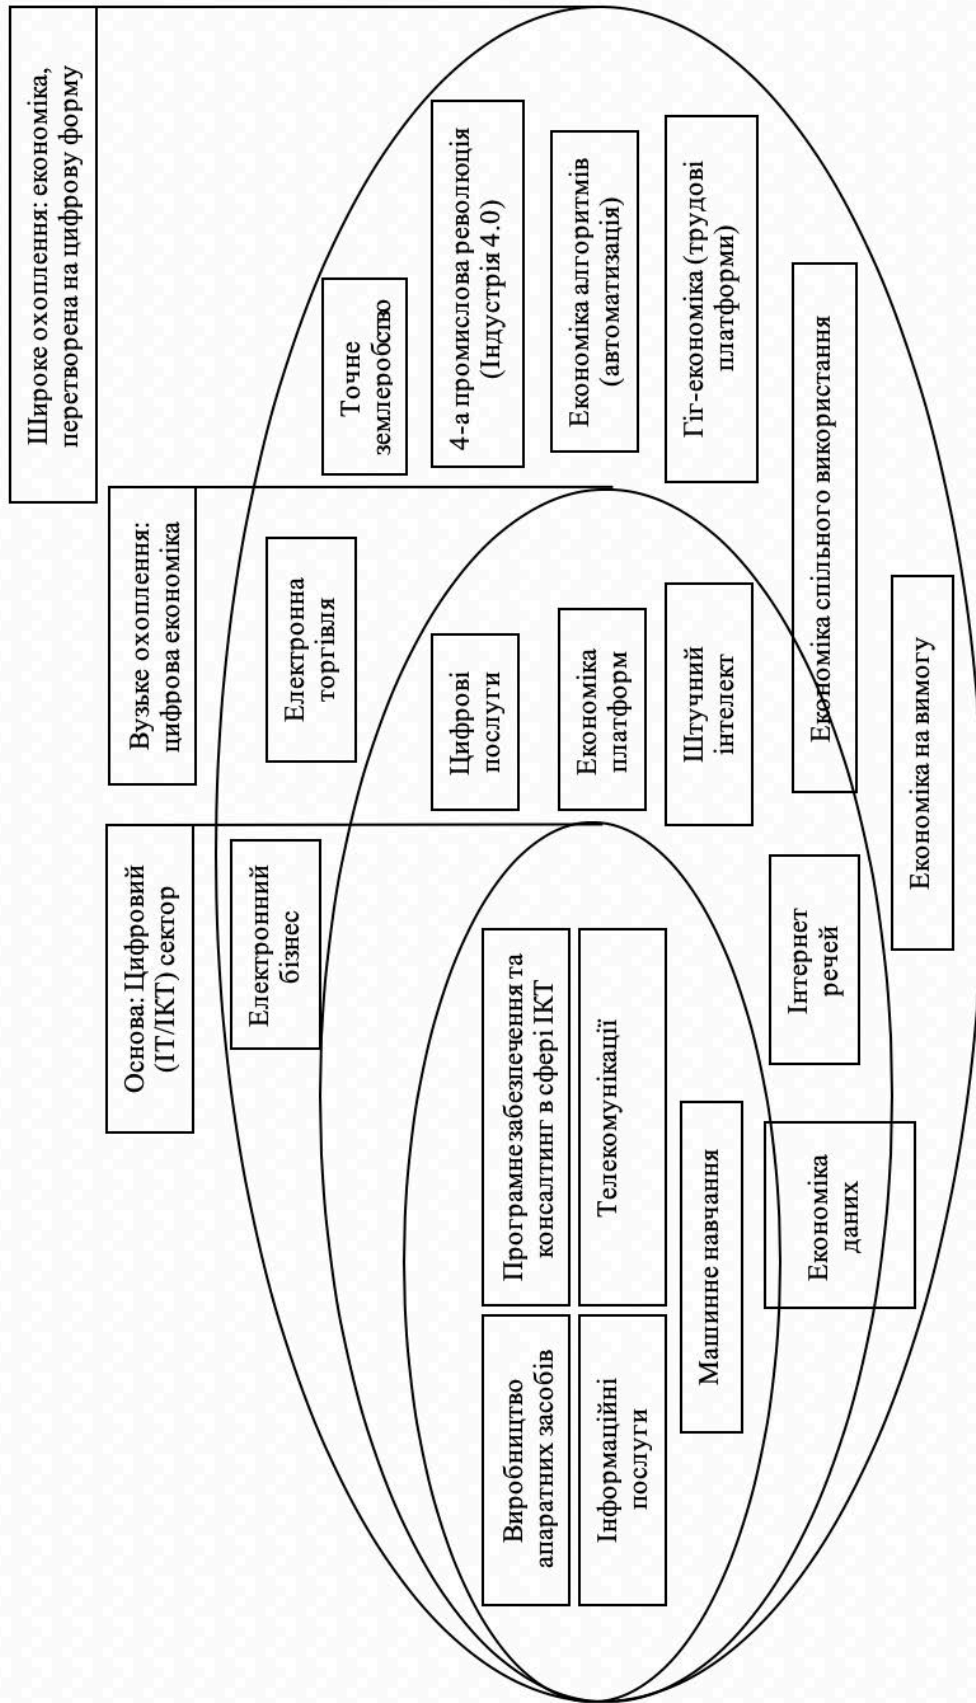 Основа: Цифровий
(ІТ/ІКТ) сектор
Вузьке охоплення:
цифрова економіка
Широке охоплення: економіка,
перетворена на цифрову форму
Електронний
бізнес
Електронна
торгівля
Точне
землеробство
Виробництво
апаратних засобів
Програмне забезпечення та
консалтинг в сфері ІКТ
Цифрові
послуги
4-а промислова революція
(Індустрія 4.0)
Інформаційні
послуги
Телекомунікації
Економіка
платформ
Економіка алгоритмів
(автоматизація)
Машинне навчання
Штучний
інтелект
Гіг-економіка (трудові
платформи)
Економіка
даних
Інтернет
речей
Економіка спільного використання
Економіка на вимогу